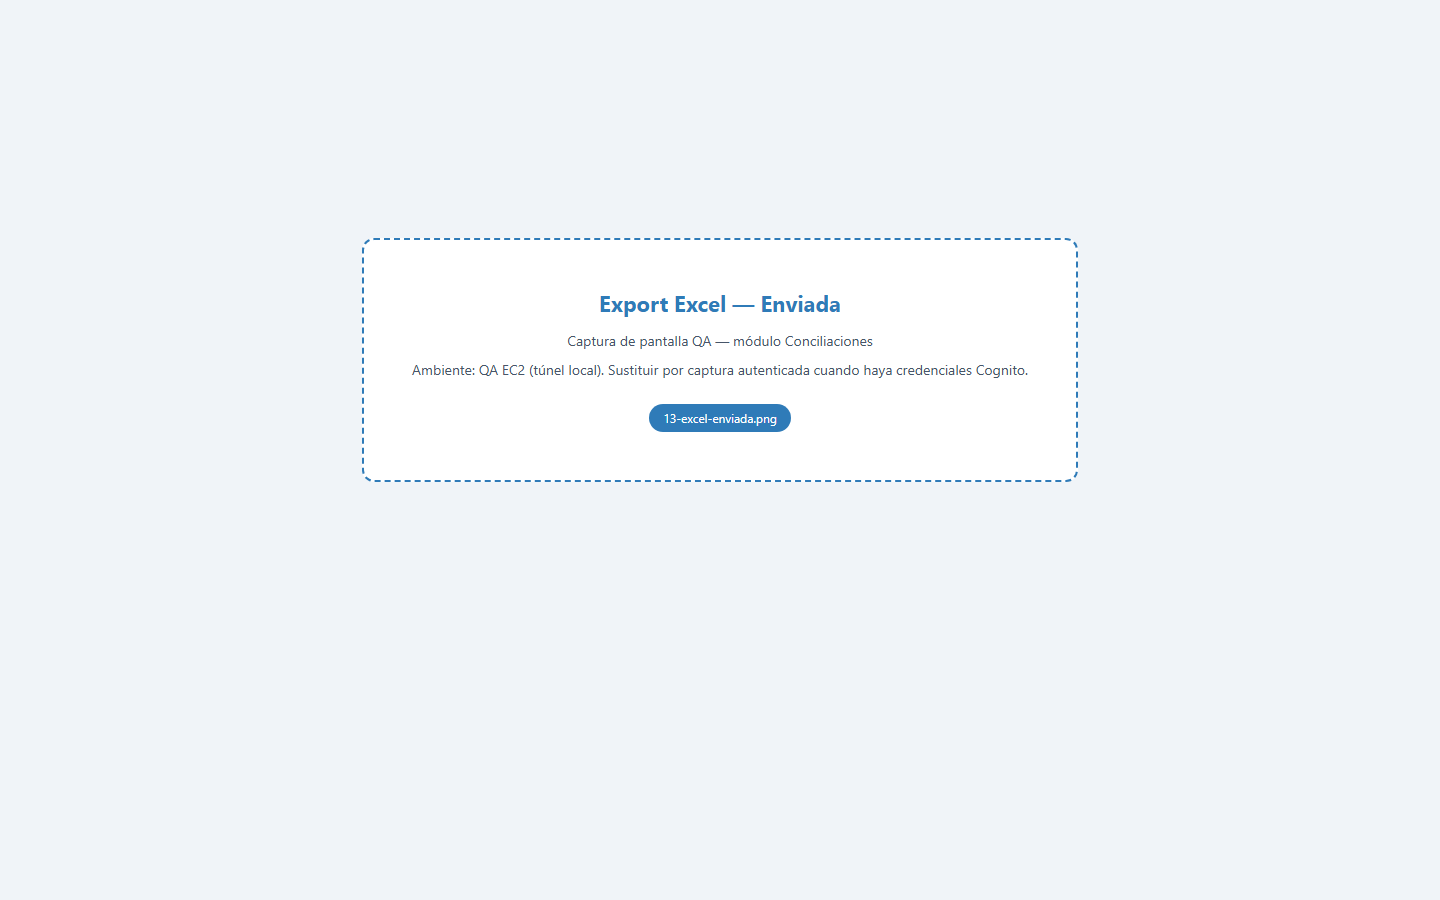 Export Excel — Enviada
Captura de pantalla QA — módulo Conciliaciones
Ambiente: QA EC2 (túnel local). Sustituir por captura autenticada cuando haya credenciales Cognito.
13-excel-enviada.png